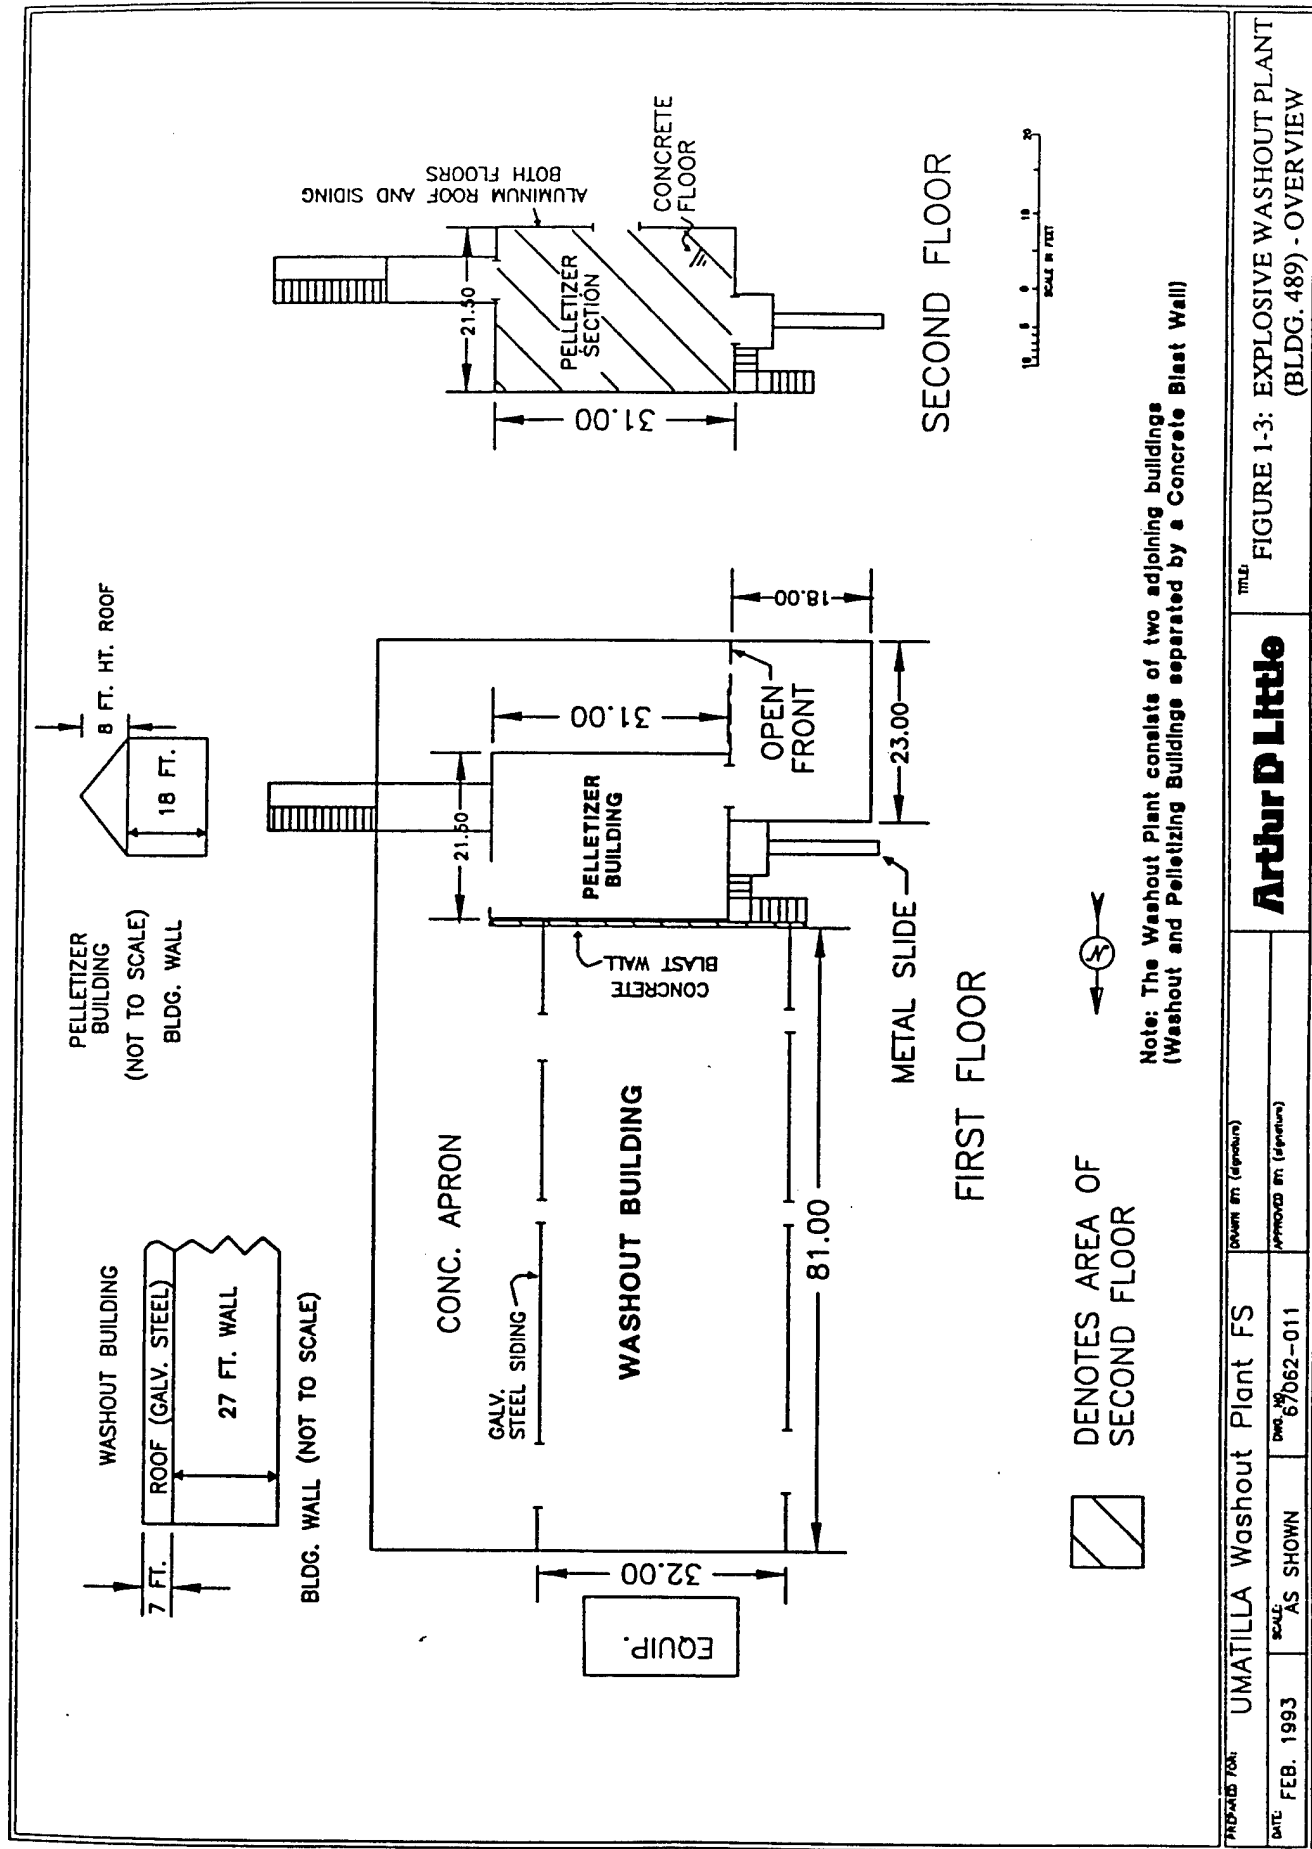 WASHOUT BUILDING
7 FT.
ROOF (GALV. STEEL)
27 FT. WALL
BLDG. WALL (NOT TO SCALE)
PELLETIZER
BUILDING
(NOT TO SCALE)
BLDG. WALL
8 FT. HT. ROOF
18 FT.
CONC. APRON
GALV.
STEEL SIDING
WASHOUT BUILDING
32.00
EQUIP.
81.00
CONCRETE
BLAST WALL
21.50
PELLETIZER
BUILDING
31.00
OPEN
FRONT
18.00
23.00
METAL SLIDE
FIRST FLOOR
ALUMINUM ROOF AND SIDING
BOTH FLOORS
21.50
PELLETIZER
SECTION
CONCRETE
FLOOR
31.00
SECOND FLOOR
10 5 0 10 20
SCALE IN FEET
DENOTES AREA OF
SECOND FLOOR
N
Note: The Washout Plant consists of two adjoining buildings
(Washout and Pelletizing Buildings separated by a Concrete Blast Wall)
PREPARED FOR:
UMATILLA Washout Plant FS
DRAWN BY: (signature)
DATE: FEB. 1993
SCALE: AS SHOWN
DWG. NO. 67062-011
APPROVED BY: (signature)
Arthur D Little
TITLE:
FIGURE 1-3: EXPLOSIVE WASHOUT PLANT
(BLDG. 489) - OVERVIEW